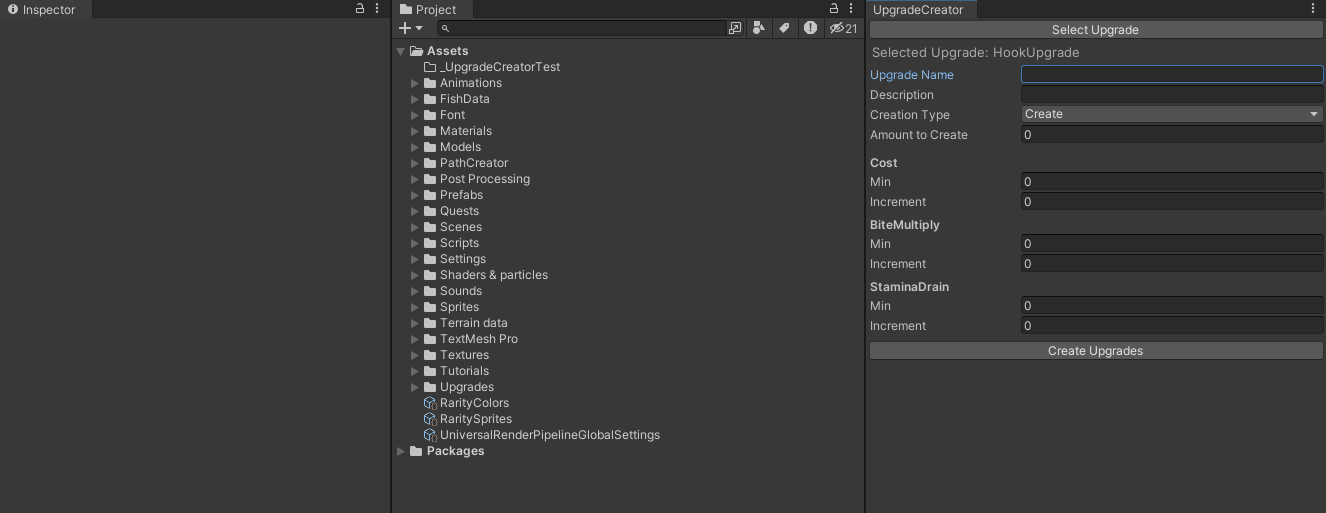 Inspector
Project
21
Assets
_UpgradeCreatorTest
Animations
FishData
Font
Materials
Models
PathCreator
Post Processing
Prefabs
Quests
Scenes
Scripts
Settings
Shaders & particles
Sounds
Sprites
Terrain data
TextMesh Pro
Textures
Tutorials
Upgrades
RarityColors
RaritySprites
UniversalRenderPipelineGlobalSettings
Packages
UpgradeCreator
Select Upgrade
Selected Upgrade: HookUpgrade
Upgrade Name
Description
Creation Type Create
Amount to Create 0
Cost
Min 0
Increment 0
BiteMultiply
Min 0
Increment 0
StaminaDrain
Min 0
Increment 0
Create Upgrades